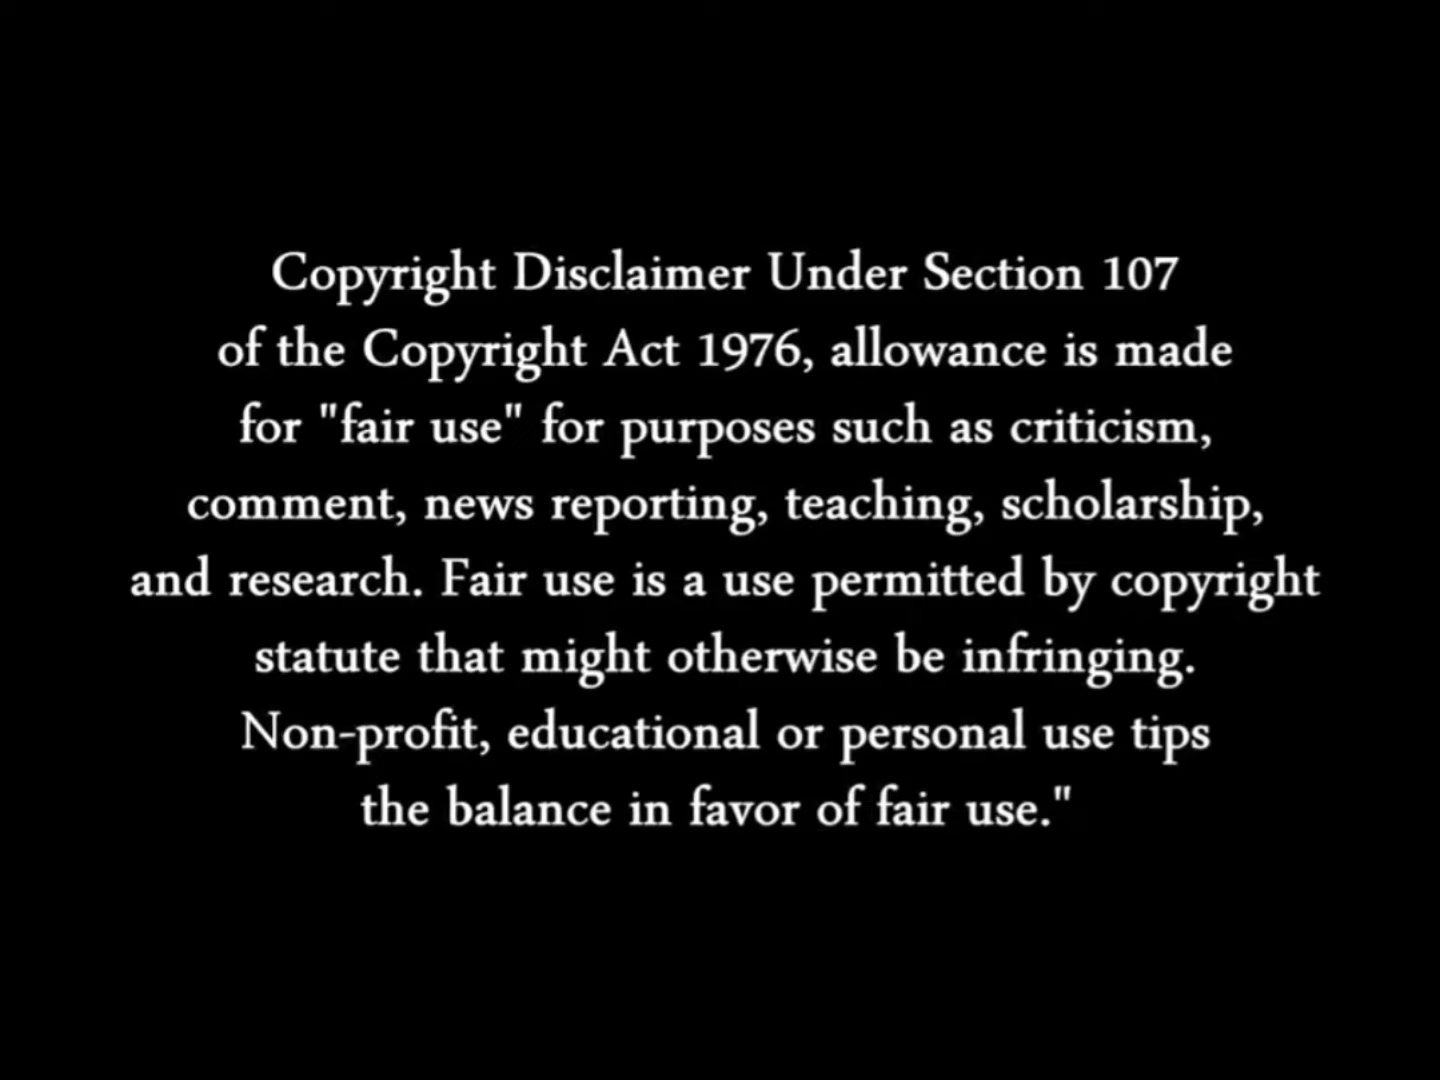 Copyright Disclaimer Under Section 107
of the Copyright Act 1976, allowance is made
for "fair use" for purposes such as criticism,
comment, news reporting, teaching, scholarship,
and research. Fair use is a use permitted by copyright
statute that might otherwise be infringing.
Non-profit, educational or personal use tips
the balance in favor of fair use."